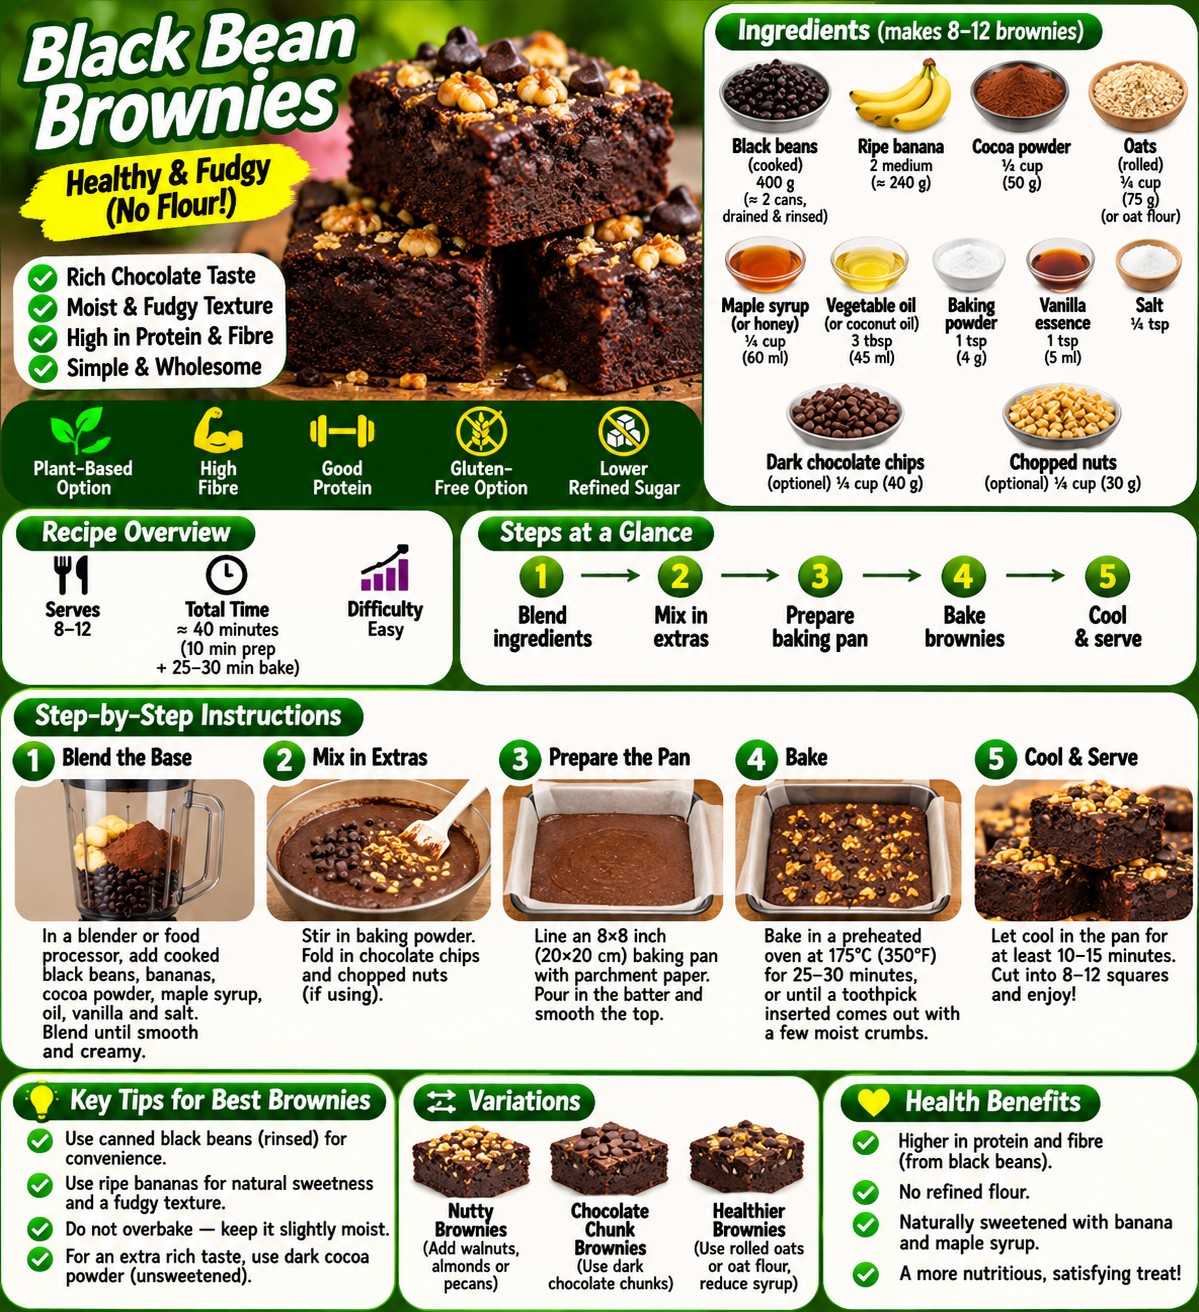 Black Bean
Brownies
Healthy & Fudgy
(No Flour!)
Rich Chocolate Taste
Moist & Fudgy Texture
High in Protein & Fibre
Simple & Wholesome
Plant-Based
Option
High
Fibre
Good
Protein
Gluten-
Free Option
Lower
Refined Sugar
Ingredients (makes 8–12 brownies)
Black beans
(cooked)
400 g
(≈ 2 cans,
drained & rinsed)
Ripe banana
2 medium
(≈ 240 g)
Cocoa powder
½ cup
(50 g)
Oats
(rolled)
¾ cup
(75 g)
(or oat flour)
Maple syrup
(or honey)
¼ cup
(60 ml)
Vegetable oil
(or coconut oil)
3 tbsp
(45 ml)
Baking
powder
1 tsp
(4 g)
Vanilla
essence
1 tsp
(5 ml)
Salt
¼ tsp
Dark chocolate chips
(optionel) ¼ cup (40 g)
Chopped nuts
(optional) ¼ cup (30 g)
Recipe Overview
Serves
8–12
Total Time
≈ 40 minutes
(10 min prep
+ 25–30 min bake)
Difficulty
Easy
Steps at a Glance
1
Blend
ingredients
2
Mix in
extras
3
Prepare
baking pan
4
Bake
brownies
5
Cool
& serve
Step-by-Step Instructions
1 Blend the Base
In a blender or food
processor, add cooked
black beans, bananas,
cocoa powder, maple syrup,
oil, vanilla and salt.
Blend until smooth
and creamy.
2 Mix in Extras
Stir in baking powder.
Fold in chocolate chips
and chopped nuts
(if using).
3 Prepare the Pan
Line an 8×8 inch
(20×20 cm) baking pan
with parchment paper.
Pour in the batter and
smooth the top.
4 Bake
Bake in a preheated
oven at 175°C (350°F)
for 25–30 minutes,
or until a toothpick
inserted comes out with
a few moist crumbs.
5 Cool & Serve
Let cool in the pan for
at least 10–15 minutes.
Cut into 8–12 squares
and enjoy!
Key Tips for Best Brownies
Use canned black beans (rinsed) for
convenience.
Use ripe bananas for natural sweetness
and a fudgy texture.
Do not overbake — keep it slightly moist.
For an extra rich taste, use dark cocoa
powder (unsweetened).
Variations
Nutty
Brownies
(Add walnuts,
almonds or
pecans)
Chocolate
Chunk
Brownies
(Use dark
chocolate chunks)
Healthier
Brownies
(Use rolled oats
or oat flour,
reduce syrup)
Health Benefits
Higher in protein and fibre
(from black beans).
No refined flour.
Naturally sweetened with banana
and maple syrup.
A more nutritious, satisfying treat!